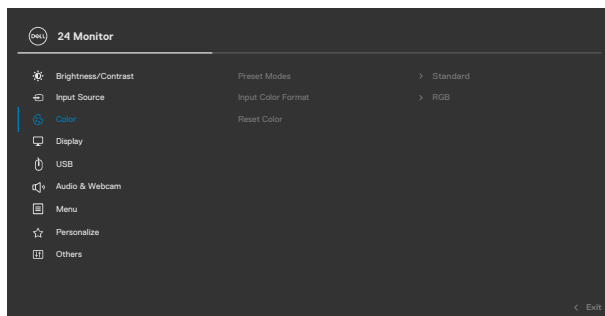 DELL 24 Monitor
Brightness/Contrast Preset Modes > Standard
Input Source Input Color Format > RGB
Color Reset Color
Display
USB
Audio & Webcam
Menu
Personalize
Others
< Exit